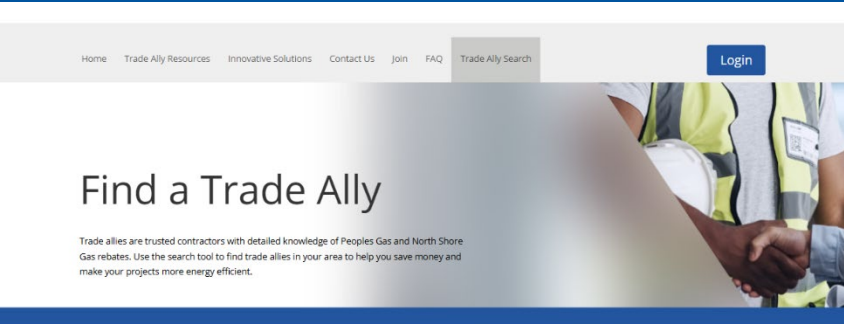 Home Trade Ally Resources Innovative Solutions Contact Us Join FAQ Trade Ally Search Login
Find a Trade Ally
Trade allies are trusted contractors with detailed knowledge of Peoples Gas and North Shore
Gas rebates. Use the search tool to find trade allies in your area to help you save money and
make your projects more energy efficient.